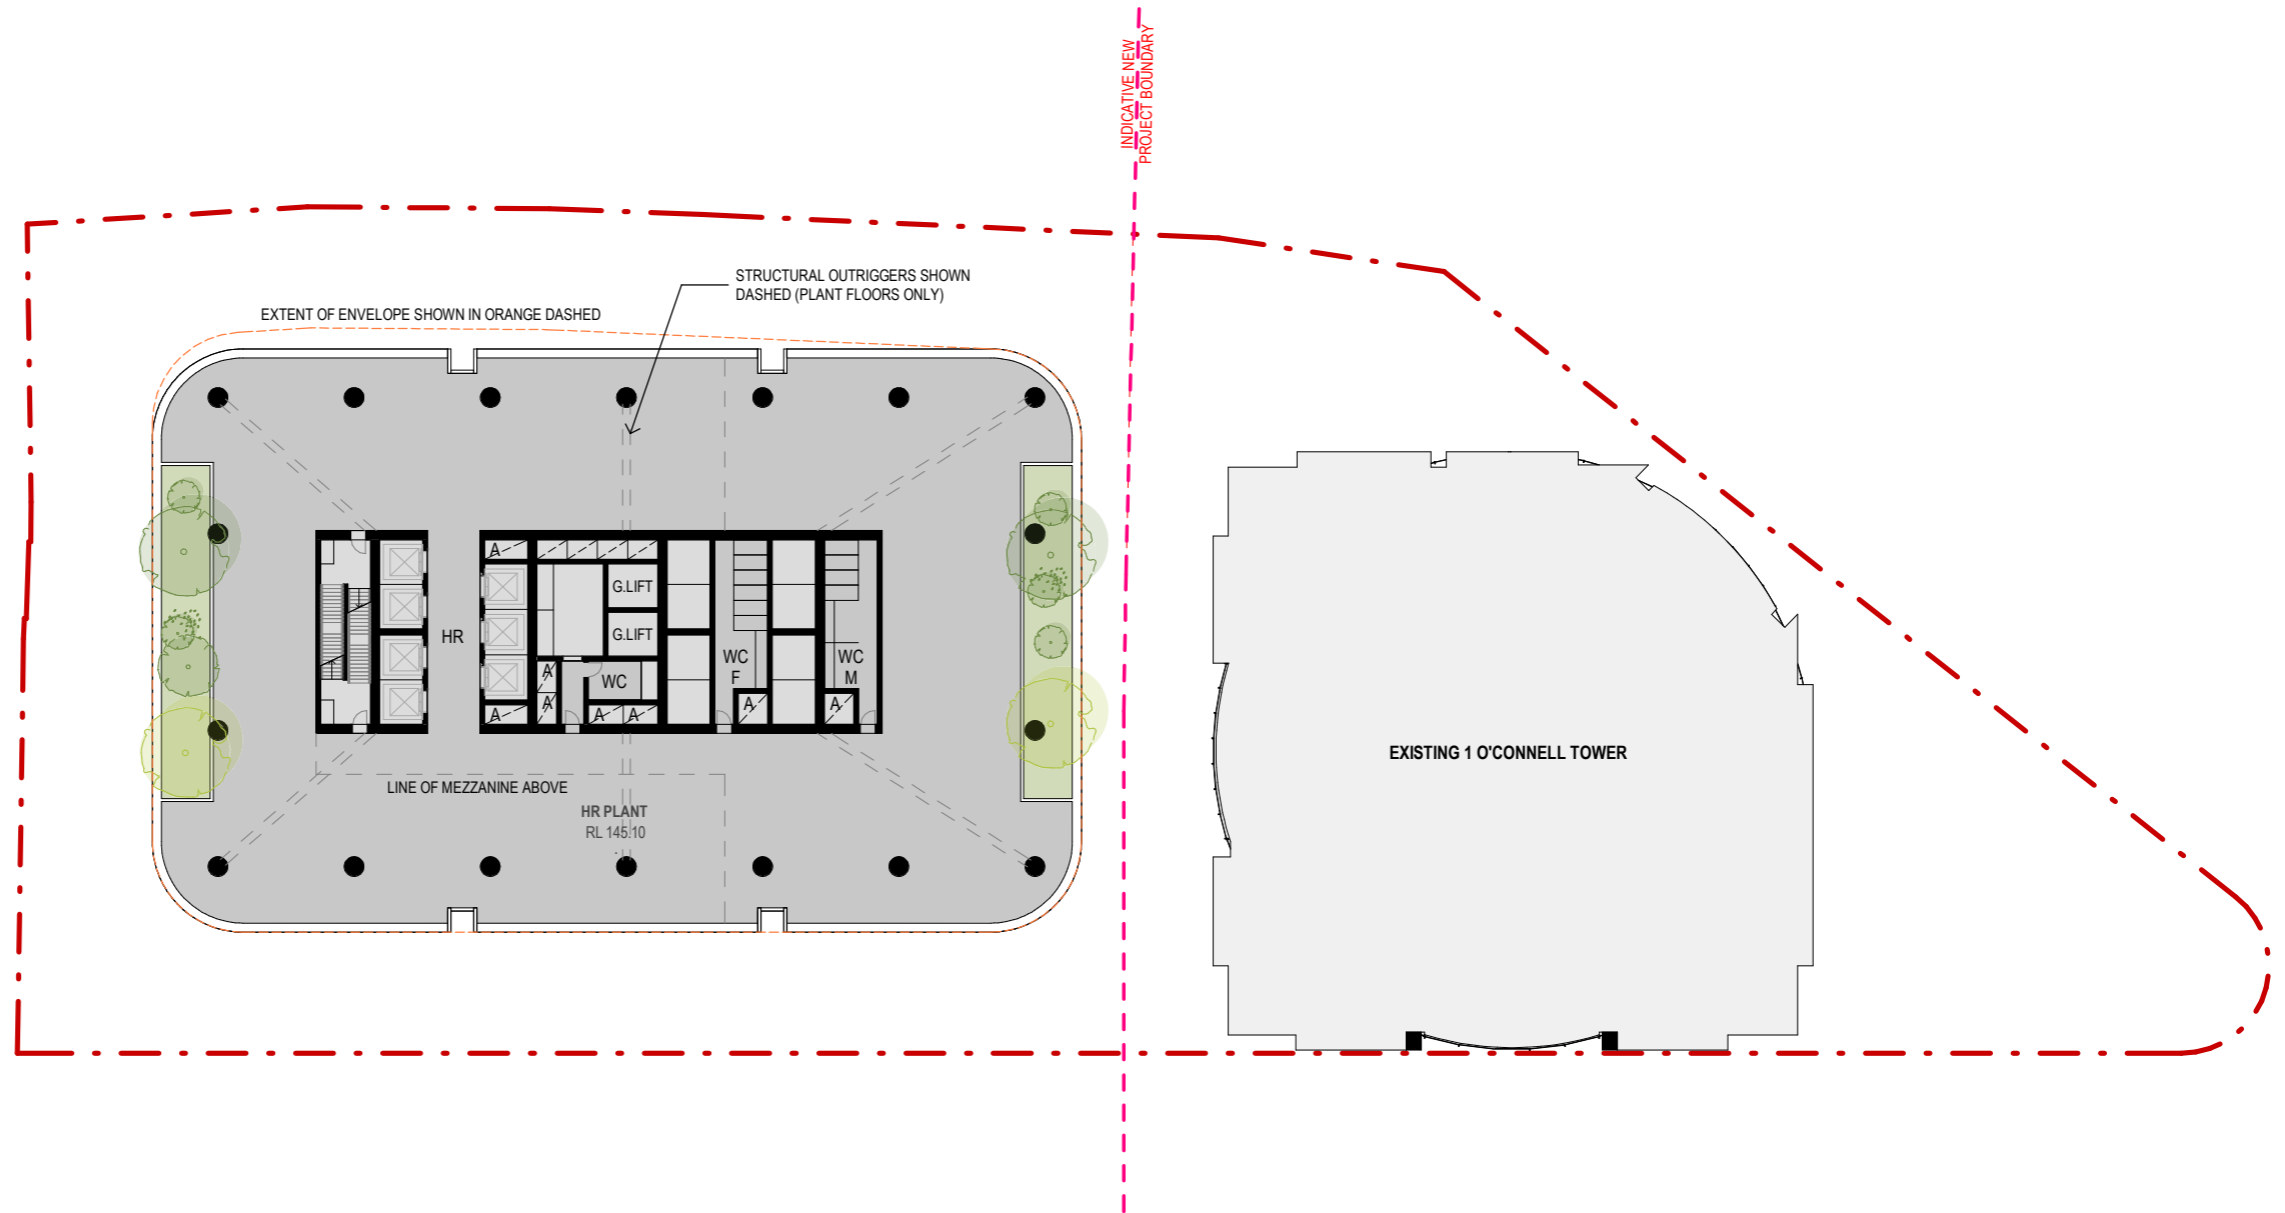 INDICATIVE NEW
PROJECT BOUNDARY
STRUCTURAL OUTRIGGERS SHOWN
DASHED (PLANT FLOORS ONLY)
EXTENT OF ENVELOPE SHOWN IN ORANGE DASHED
A
G.LIFT
HR
G.LIFT
WC
F
WC
M
A
WC
A
A
A
A
A
A
EXISTING 1 O'CONNELL TOWER
LINE OF MEZZANINE ABOVE
HR PLANT
RL 145.10